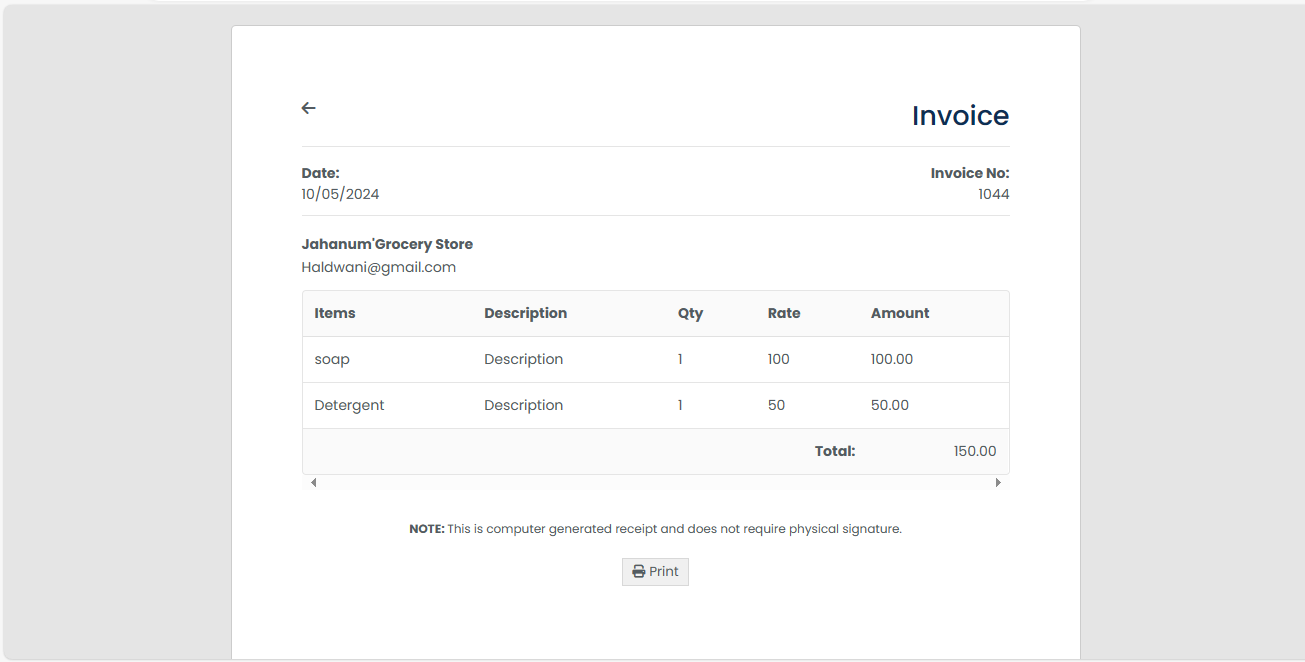 Invoice
Date: Invoice No:
10/05/2024 1044
Jahanum'Grocery Store
Haldwani@gmail.com
Items Description Qty Rate Amount
soap Description 1 100 100.00
Detergent Description 1 50 50.00
Total: 150.00
NOTE: This is computer generated receipt and does not require physical signature.
Print